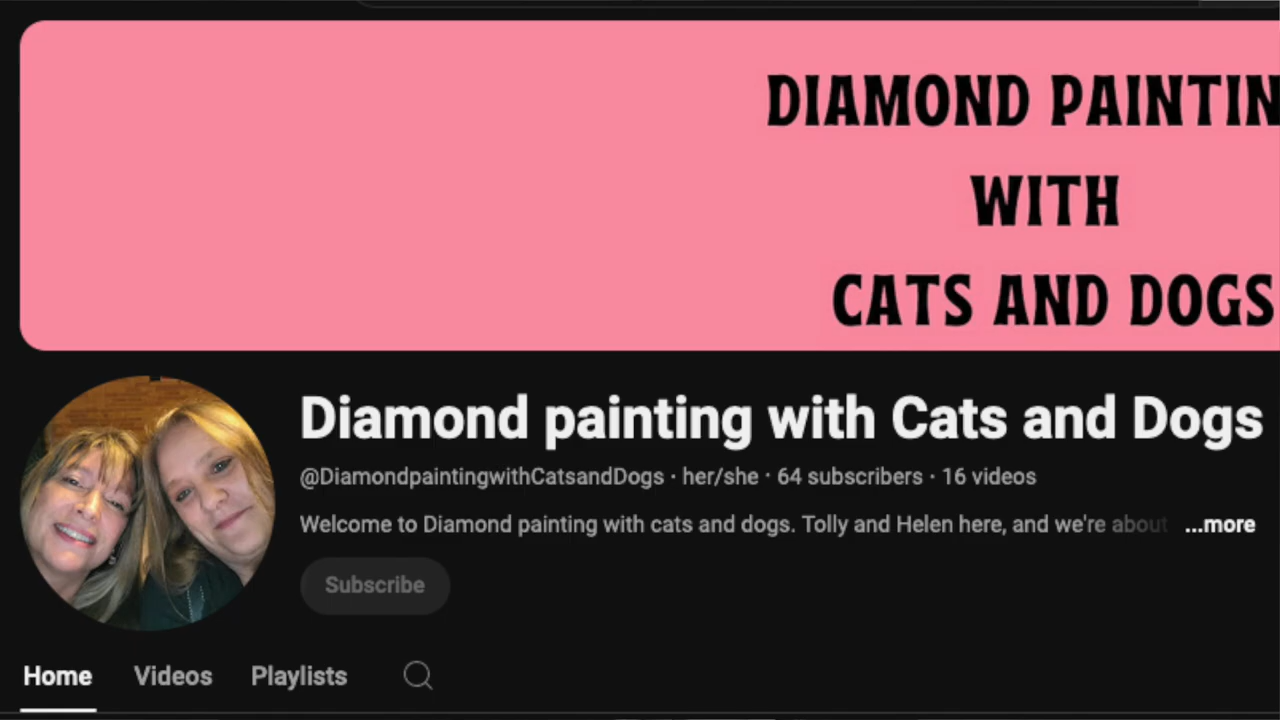 DIAMOND PAINTIN
WITH
CATS AND DOGS
Diamond painting with Cats and Dogs
@DiamondpaintingwithCatsandDogs · her/she · 64 subscribers · 16 videos
Welcome to Diamond painting with cats and dogs. Tolly and Helen here, and we're about ...more
Subscribe
Home Videos Playlists